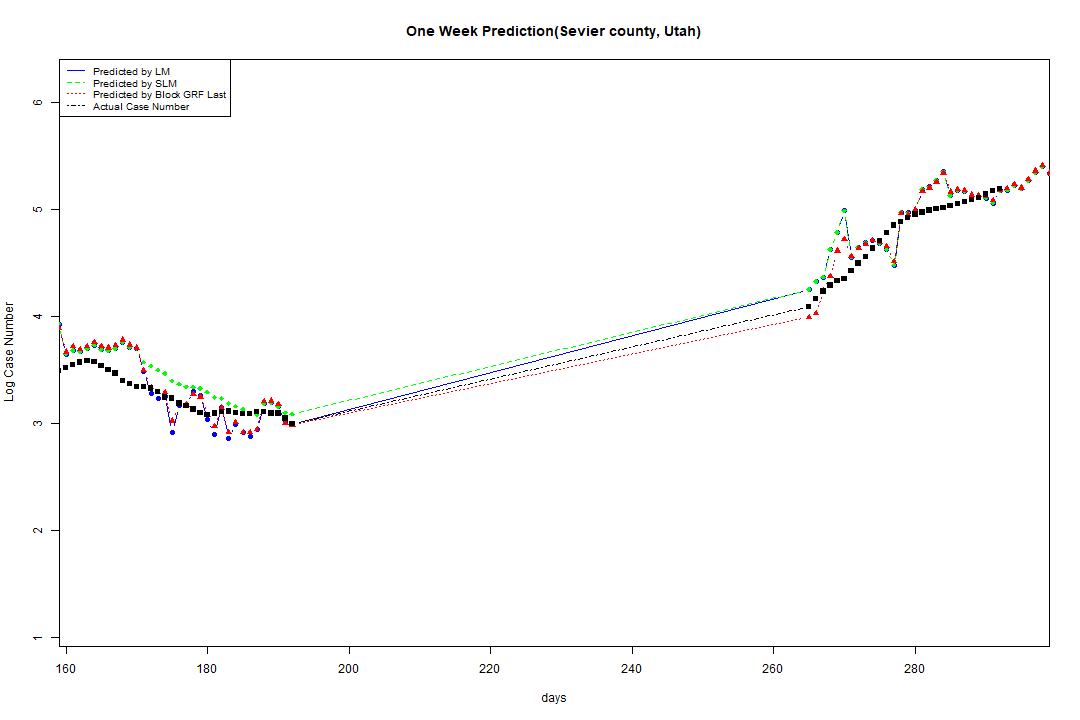 One Week Prediction(Sevier county, Utah)
Predicted by LM
Predicted by SLM
Predicted by Block GRF Last
Actual Case Number
Log Case Number
6
5
4
3
2
1
160 180 200 220 240 260 280
days